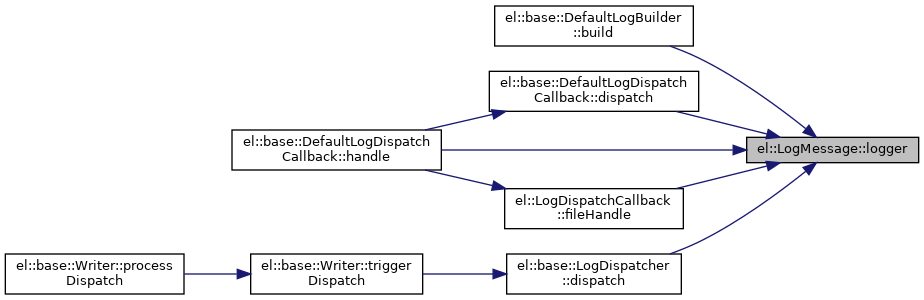 el::base::DefaultLogBuilder
::build
el::base::DefaultLogDispatch
Callback::dispatch
el::base::DefaultLogDispatch
Callback::handle
el::LogMessage::logger
el::LogDispatchCallback
::fileHandle
el::base::Writer::process
Dispatch
el::base::Writer::trigger
Dispatch
el::base::LogDispatcher
::dispatch